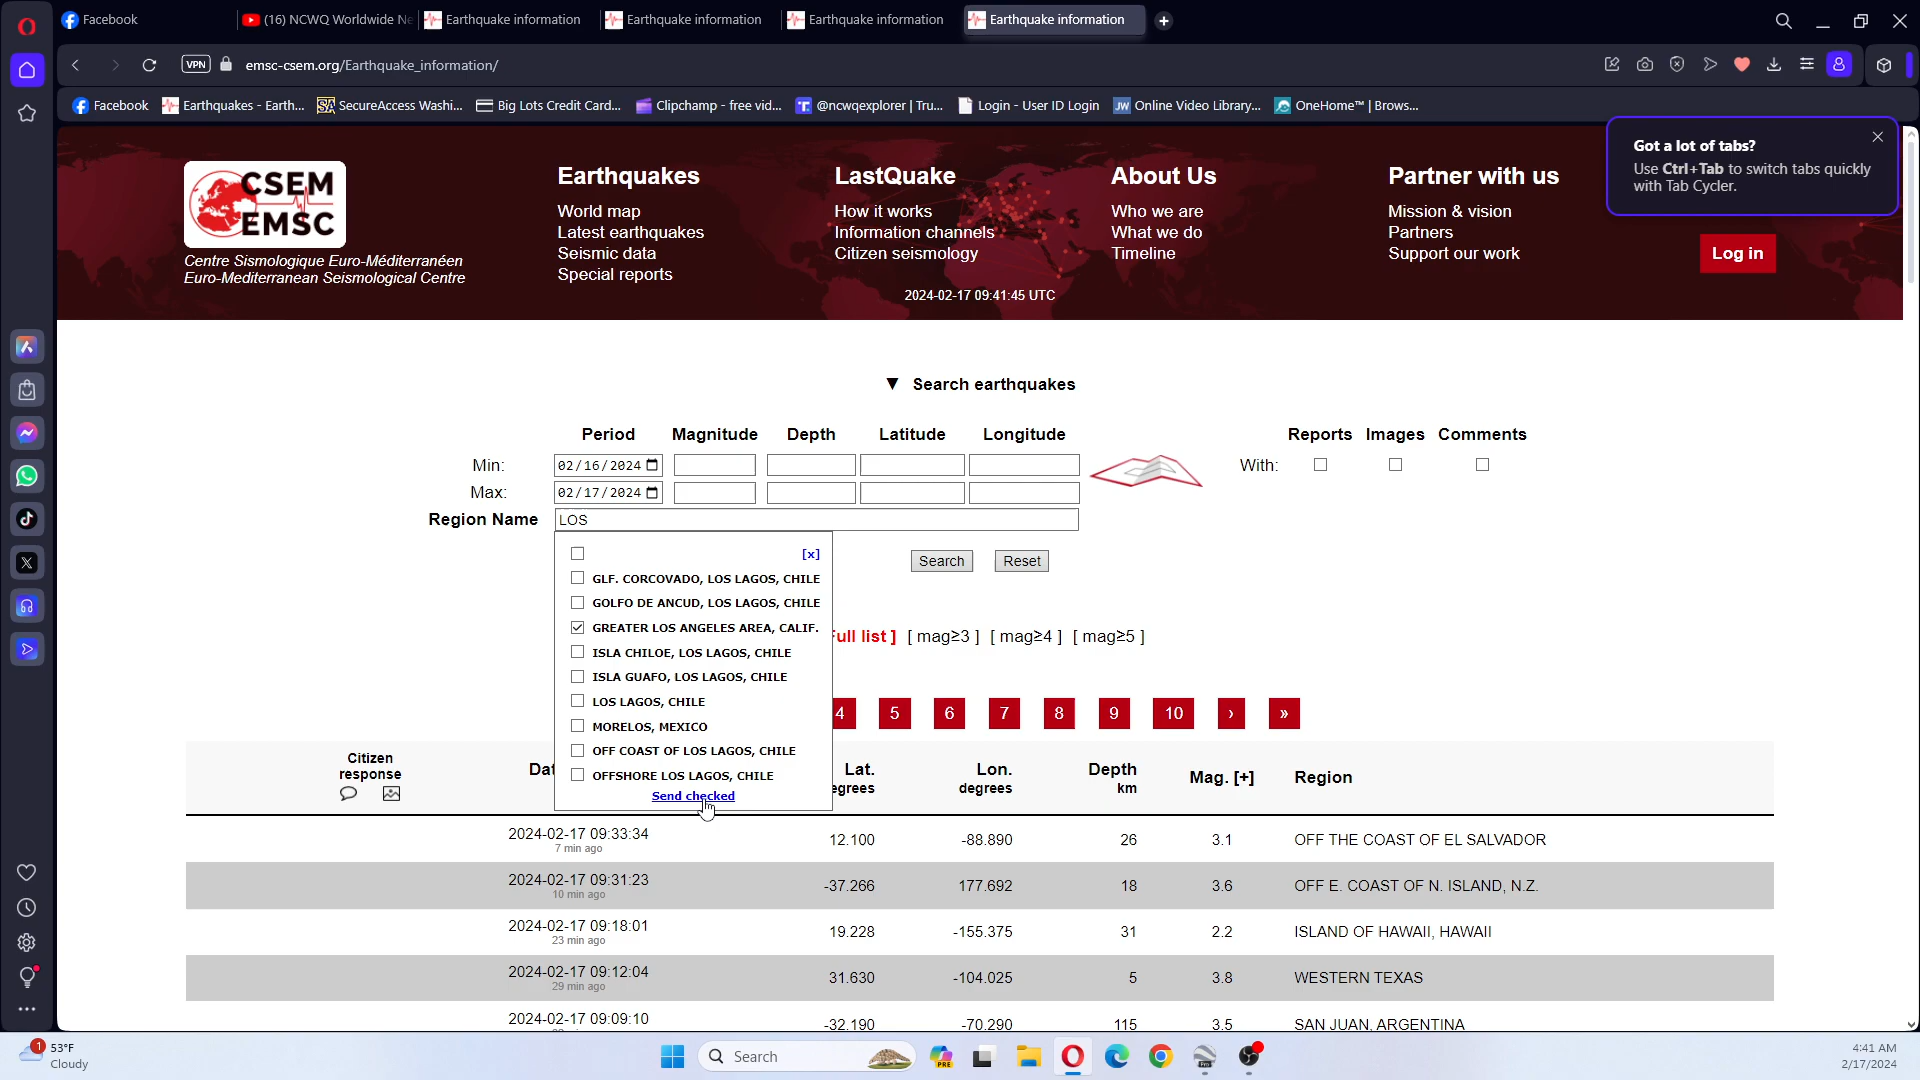 Facebook
(16) NCWQ Worldwide Ne
Earthquake information
Earthquake information
Earthquake information
Earthquake information
VPN
emsc-csem.org/Earthquake_information/
Facebook
Earthquakes - Earth...
SecureAccess Washi...
Big Lots Credit Card...
Clipchamp - free vid...
@ncwqexplorer | Tru...
Login - User ID Login
JW Online Video Library...
OneHome™ | Brows...
Got a lot of tabs?
Use Ctrl+Tab to switch tabs quickly
with Tab Cycler.
CSEM
EMSC
Centre Sismologique Euro-Méditerranéen
Euro-Mediterranean Seismological Centre
Earthquakes
World map
Latest earthquakes
Seismic data
Special reports
LastQuake
How it works
Information channels
Citizen seismology
About Us
Who we are
What we do
Timeline
Partner with us
Mission & vision
Partners
Support our work
Log in
2024-02-17 09:41:45 UTC
▼ Search earthquakes
Period Magnitude Depth Latitude Longitude Reports Images Comments
Min: 02/16/2024 With:
Max: 02/17/2024
Region Name LOS
[x]
GLF. CORCOVADO, LOS LAGOS, CHILE
GOLFO DE ANCUD, LOS LAGOS, CHILE
GREATER LOS ANGELES AREA, CALIF.
ISLA CHILOE, LOS LAGOS, CHILE
ISLA GUAFO, LOS LAGOS, CHILE
LOS LAGOS, CHILE
MORELOS, MEXICO
OFF COAST OF LOS LAGOS, CHILE
OFFSHORE LOS LAGOS, CHILE
Send checked
Search Reset
Full list ] [ mag≥3 ] [ mag≥4 ] [ mag≥5 ]
4 5 6 7 8 9 10 › »
Citizen
response
Dat
Lat.
egrees
Lon.
degrees
Depth
km
Mag. [+]
Region
2024-02-17 09:33:34 12.100 -88.890 26 3.1 OFF THE COAST OF EL SALVADOR
7 min ago
2024-02-17 09:31:23 -37.266 177.692 18 3.6 OFF E. COAST OF N. ISLAND, N.Z.
10 min ago
2024-02-17 09:18:01 19.228 -155.375 31 2.2 ISLAND OF HAWAII, HAWAII
23 min ago
2024-02-17 09:12:04 31.630 -104.025 5 3.8 WESTERN TEXAS
29 min ago
2024-02-17 09:09:10 -32.190 -70.290 115 3.5 SAN JUAN, ARGENTINA
1
53°F
Cloudy
Search
PRE
4:41 AM
2/17/2024